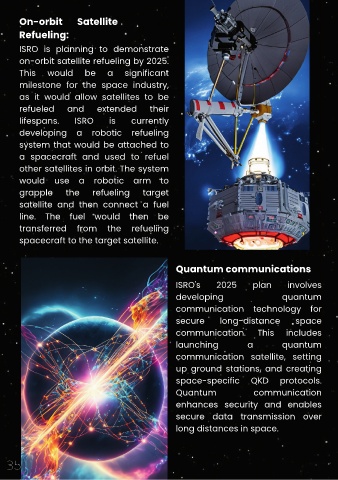 On-orbit Satellite
Refueling:
ISRO is planning to demonstrate
on-orbit satellite refueling by 2025.
This would be a significant
milestone for the space industry,
as it would allow satellites to be
refueled and extended their
lifespans. ISRO is currently
developing a robotic refueling
system that would be attached to
a spacecraft and used to refuel
other satellites in orbit. The system
would use a robotic arm to
grapple the refueling target
satellite and then connect a fuel
line. The fuel would then be
transferred from the refueling
spacecraft to the target satellite.
Quantum communications
ISRO's 2025 plan involves
developing quantum
communication technology for
secure long-distance space
communication. This includes
launching a quantum
communication satellite, setting
up ground stations, and creating
space-specific QKD protocols.
Quantum communication
enhances security and enables
secure data transmission over
long distances in space.
35